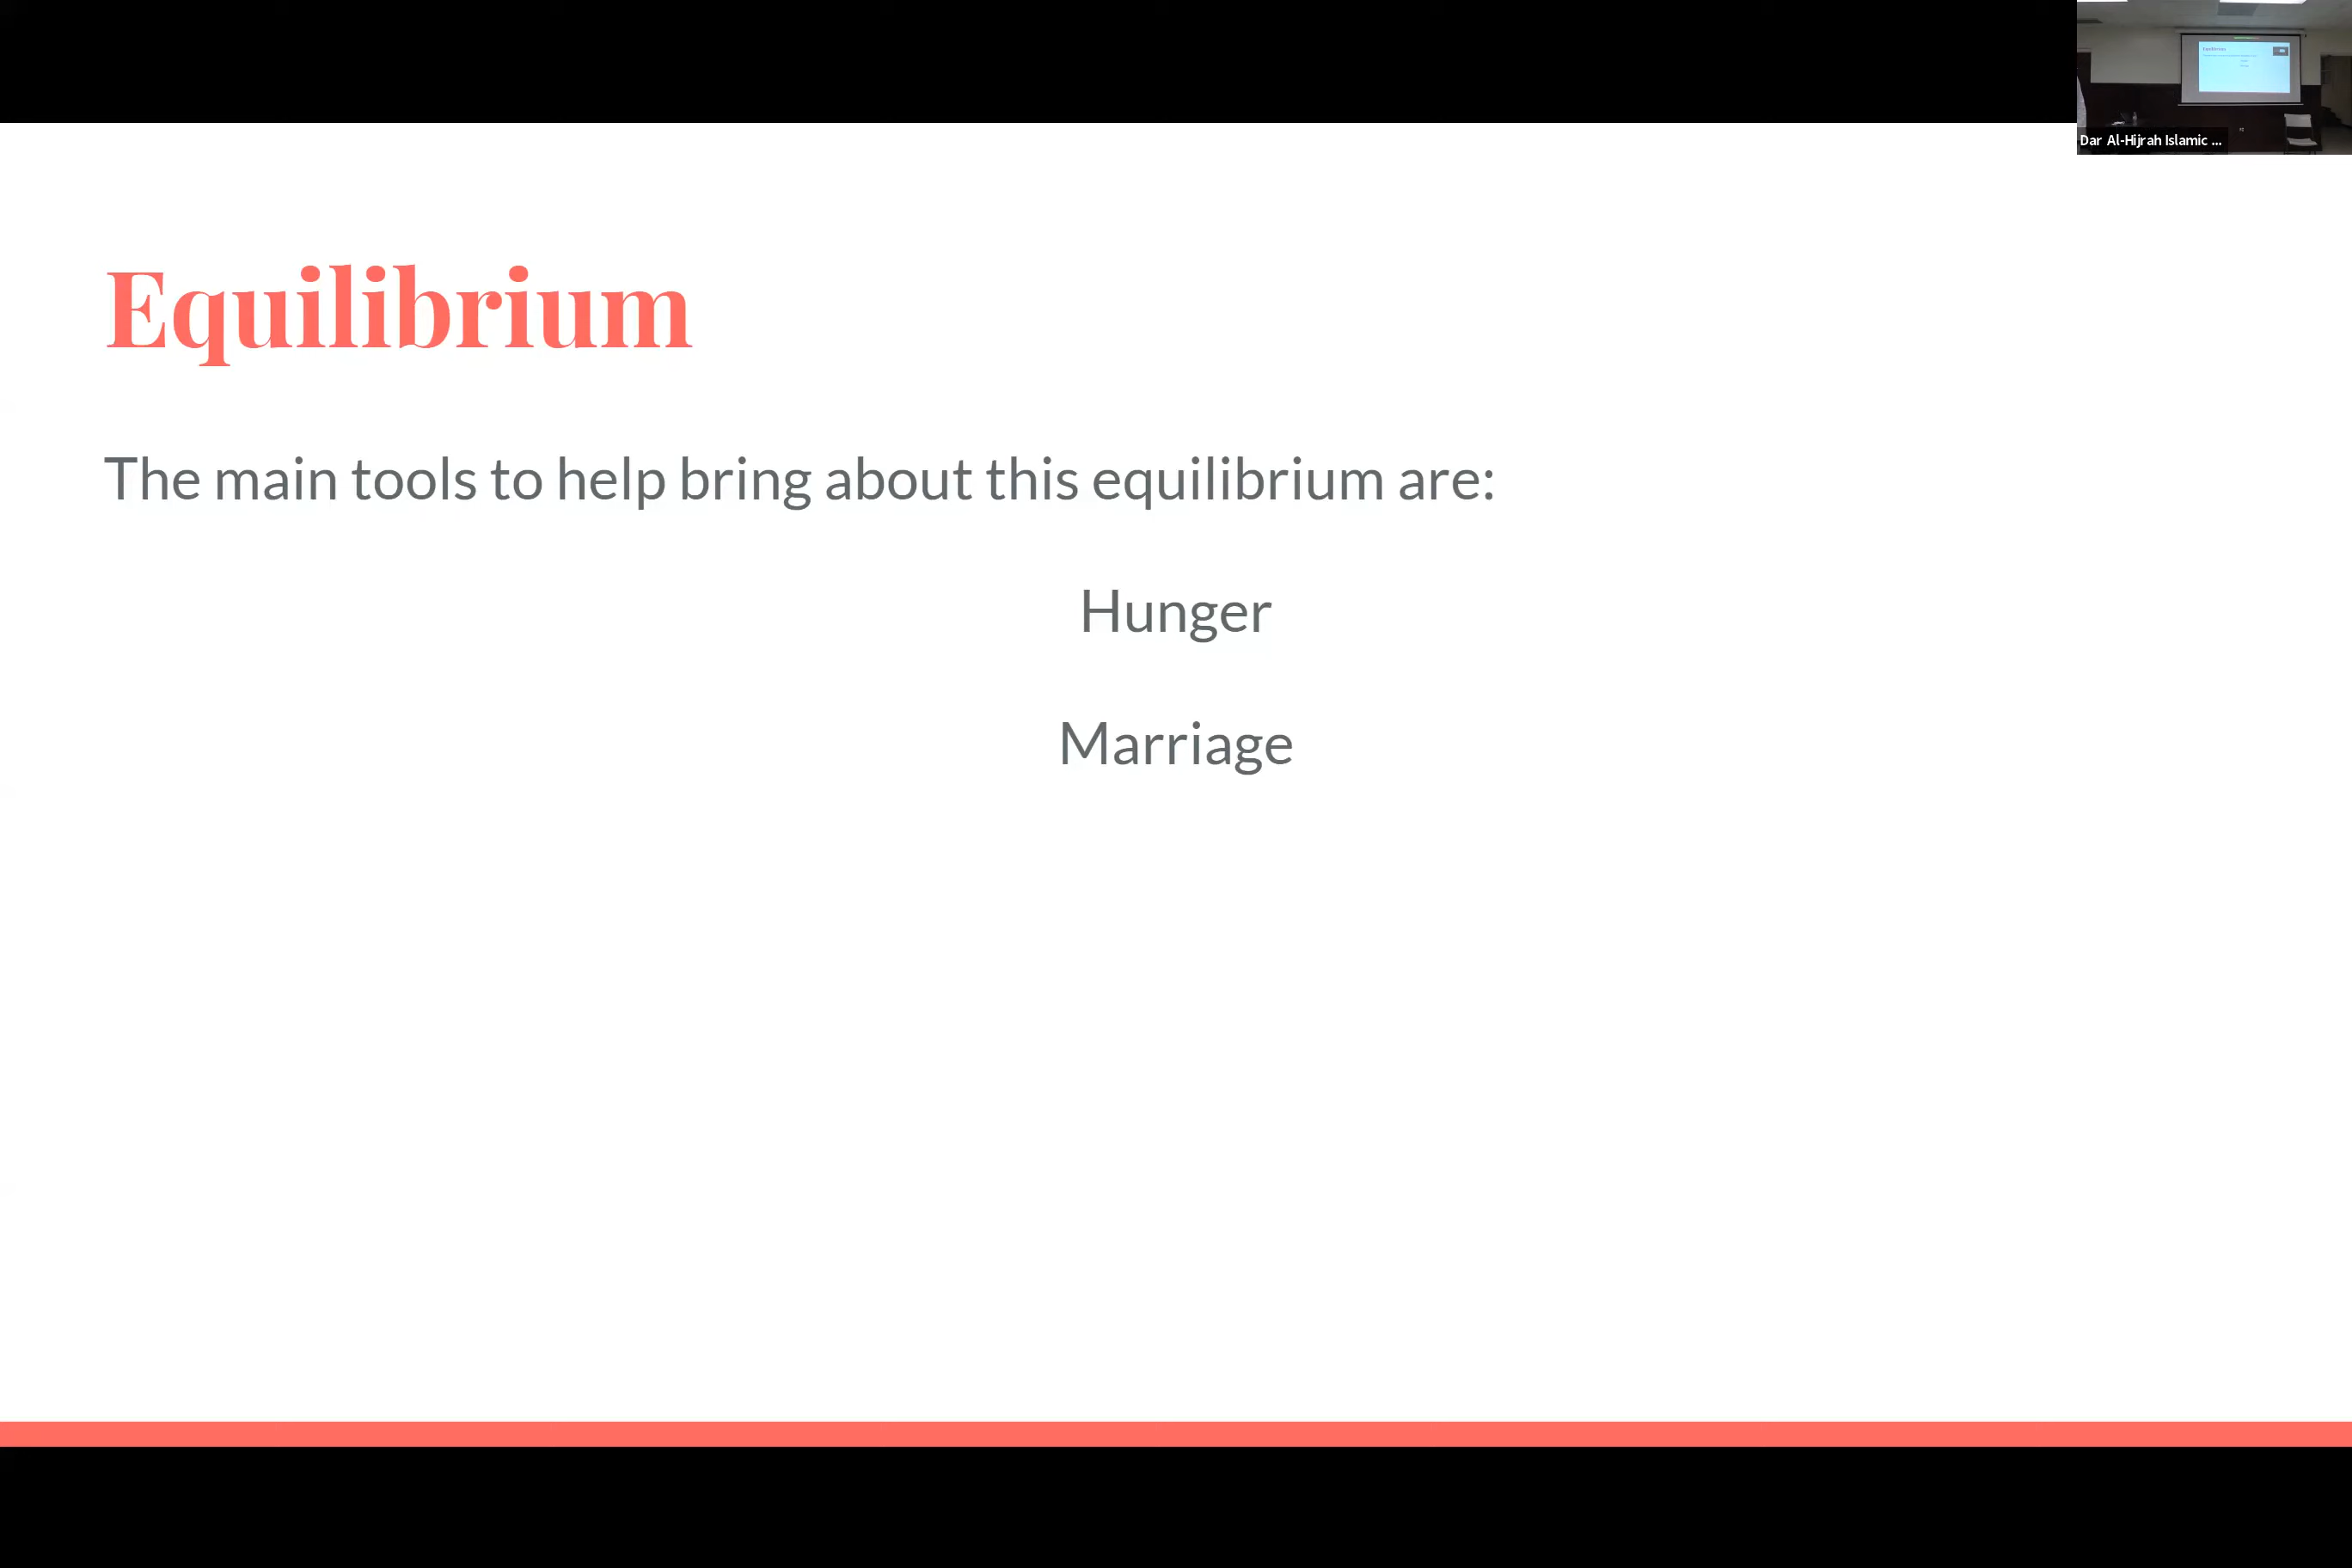 Dar Al-Hijrah Islamic ...
Equilibrium
The main tools to help bring about this equilibrium are:
Hunger
Marriage